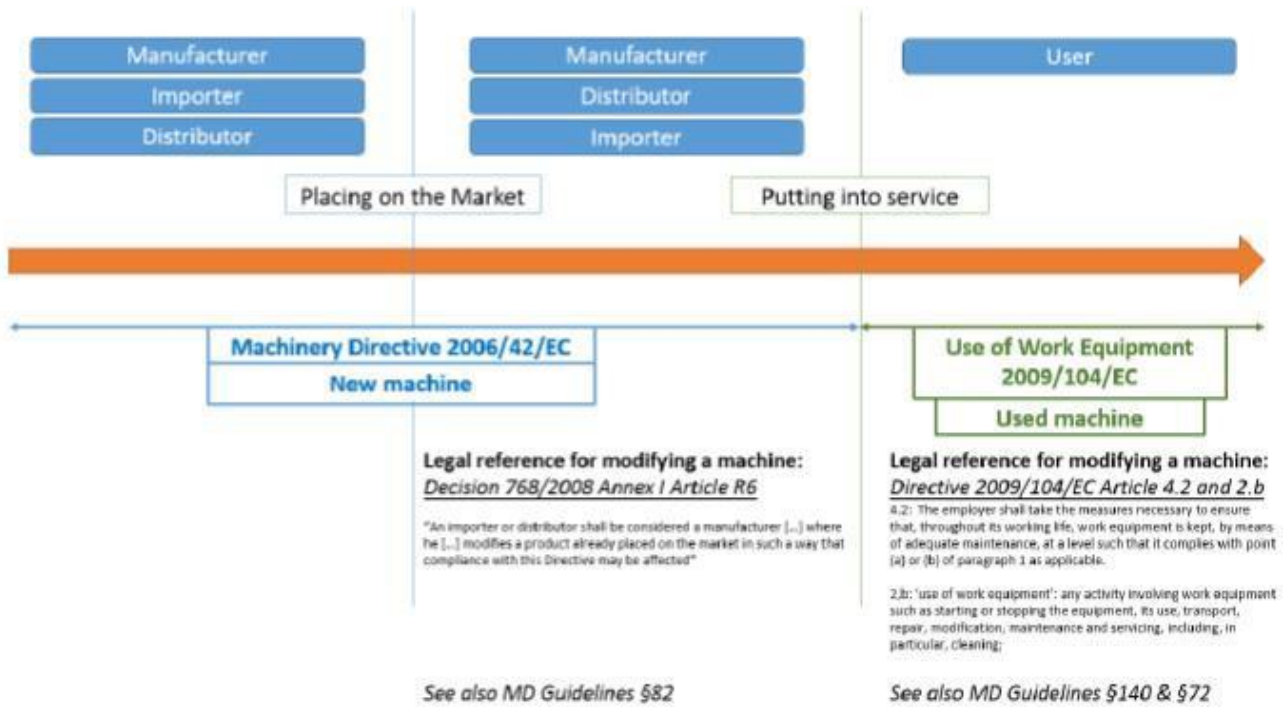 Manufacturer
Importer
Distributor
Manufacturer
Distributor
Importer
User
Placing on the Market
Putting into service
Machinery Directive 2006/42/EC
New machine
Use of Work Equipment
2009/104/EC
Used machine
Legal reference for modifying a machine:
Decision 768/2008 Annex I Article R6
"An importer or distributor shall be considered a manufacturer [...] where
he [...] modifies a product already placed on the market in such a way that
compliance with this Directive may be affected"
See also MD Guidelines §82
Legal reference for modifying a machine:
Directive 2009/104/EC Article 4.2 and 2.b
4.2: The employer shall take the measures necessary to ensure
that, throughout its working life, work equipment is kept, by means
of adequate maintenance, at a level such that it complies with point
(a) or (b) of paragraph 1 as applicable.
2,b: 'use of work equipment': any activity involving work equipment
such as starting or stopping the equipment, its use, transport,
repair, modification, maintenance and servicing, including, in
particular, cleaning;
See also MD Guidelines §140 & §72